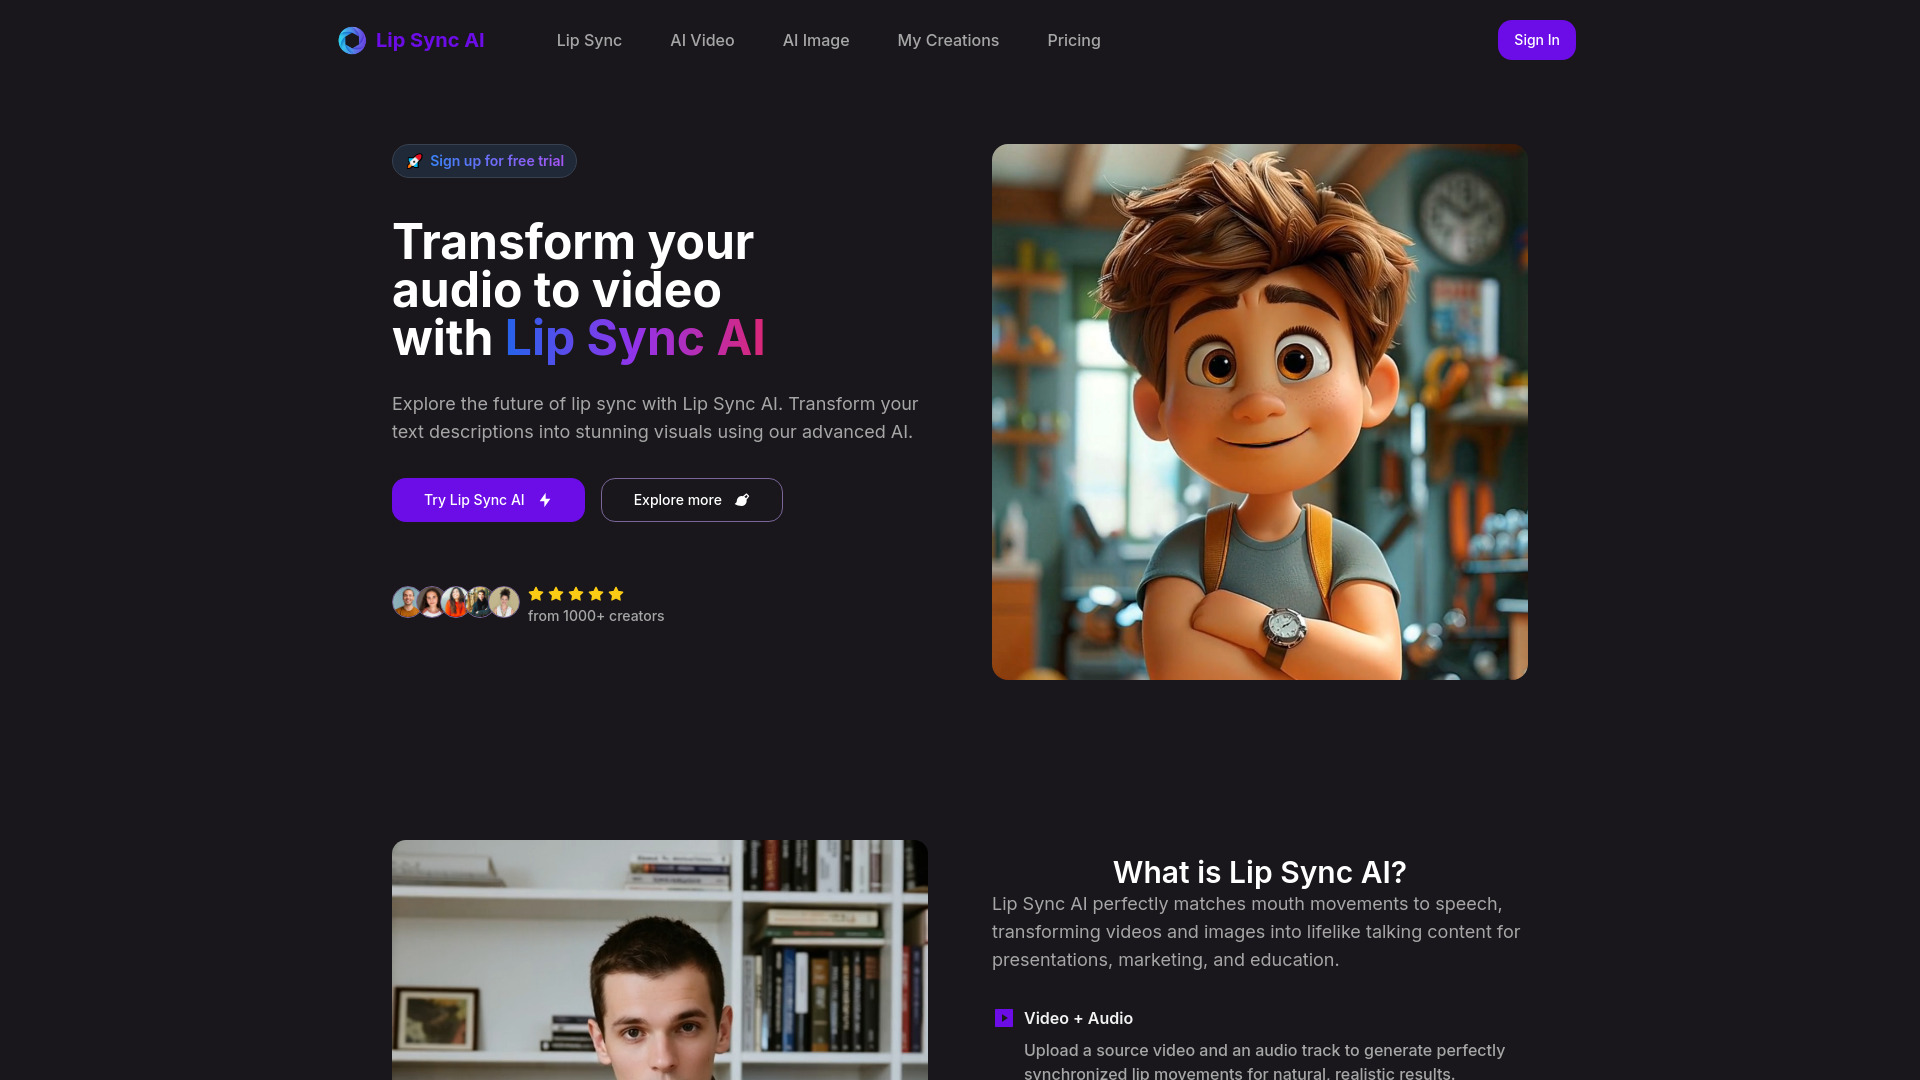 Lip Sync AI
Lip Sync
AI Video
AI Image
My Creations
Pricing
Sign In
Sign up for free trial
Transform your
audio to video
with Lip Sync AI
Explore the future of lip sync with Lip Sync AI. Transform your
text descriptions into stunning visuals using our advanced AI.
Try Lip Sync AI
Explore more
from 1000+ creators
What is Lip Sync AI?
Lip Sync AI perfectly matches mouth movements to speech,
transforming videos and images into lifelike talking content for
presentations, marketing, and education.
Video + Audio
Upload a source video and an audio track to generate perfectly
synchronized lip movements for natural, realistic results.